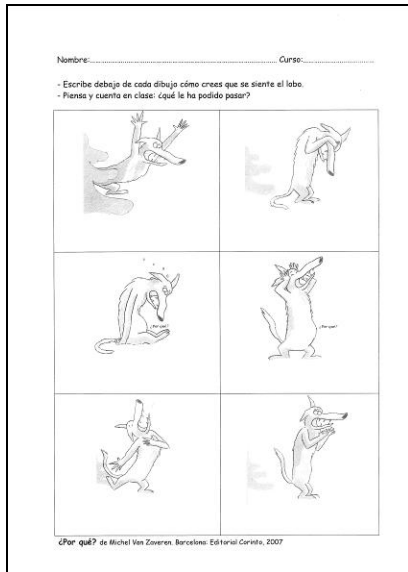 Nombre:.................................................................... Curso:..........................
- Escribe debajo de cada dibujo cómo crees que se siente el lobo.
- Piensa y cuenta en clase: ¿qué le ha podido pasar?
¿Por qué?
¿Por qué?
¿Por qué? de Michel Van Zeveren. Barcelona: Editorial Corinto, 2007